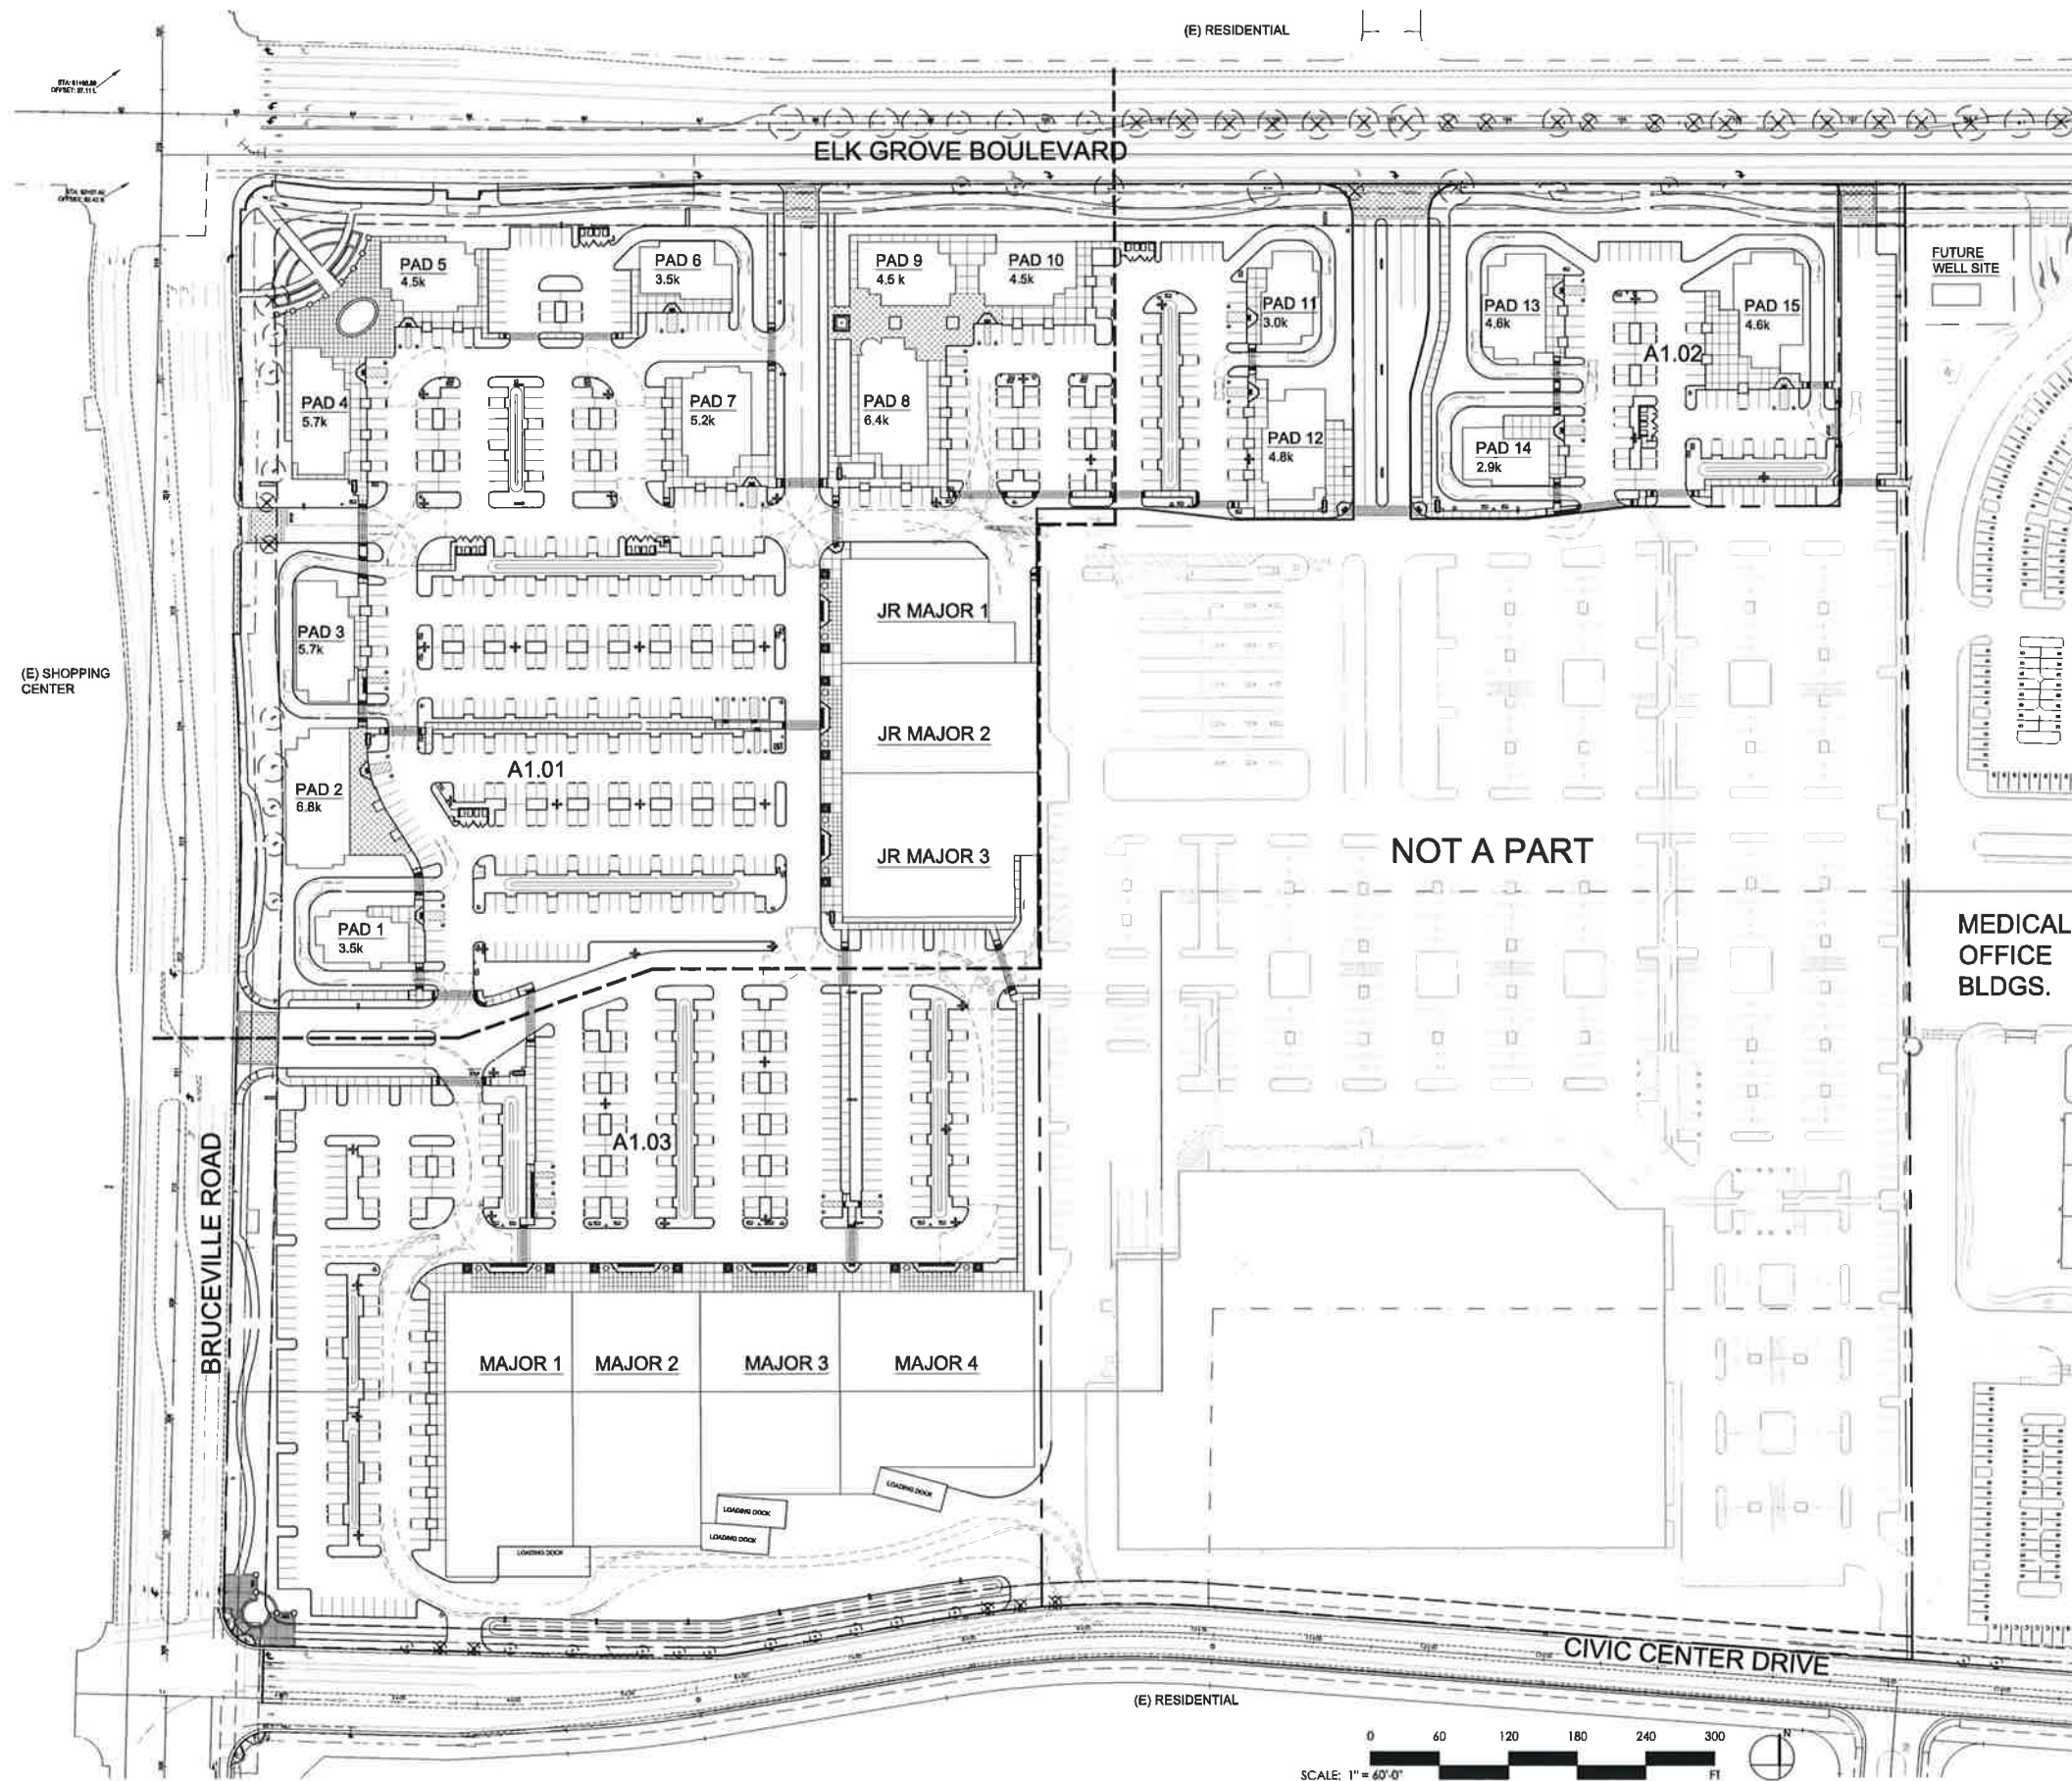 (E) RESIDENTIAL
ELK GROVE BOULEVARD
PAD 5
4.5k
PAD 6
3.5k
PAD 9
4.5 k
PAD 10
4.5k
PAD 11
3.0k
PAD 13
4.6k
PAD 15
4.6k
FUTURE
WELL SITE
A1.02
PAD 4
5.7k
PAD 7
5.2k
PAD 8
6.4k
PAD 12
4.8k
PAD 14
2.9k
JR MAJOR 1
PAD 3
5.7k
(E) SHOPPING
CENTER
JR MAJOR 2
A1.01
PAD 2
6.8k
JR MAJOR 3
NOT A PART
PAD 1
3.5k
MEDICAL
OFFICE
BLDGS.
A1.03
BRUCEVILLE ROAD
MAJOR 1
MAJOR 2
MAJOR 3
MAJOR 4
LOADING DOCK
LOADING DOCK
LOADING DOCK
LOADING DOCK
CIVIC CENTER DRIVE
(E) RESIDENTIAL
0 60 120 180 240 300
N
SCALE: 1" = 60'-0"
FT